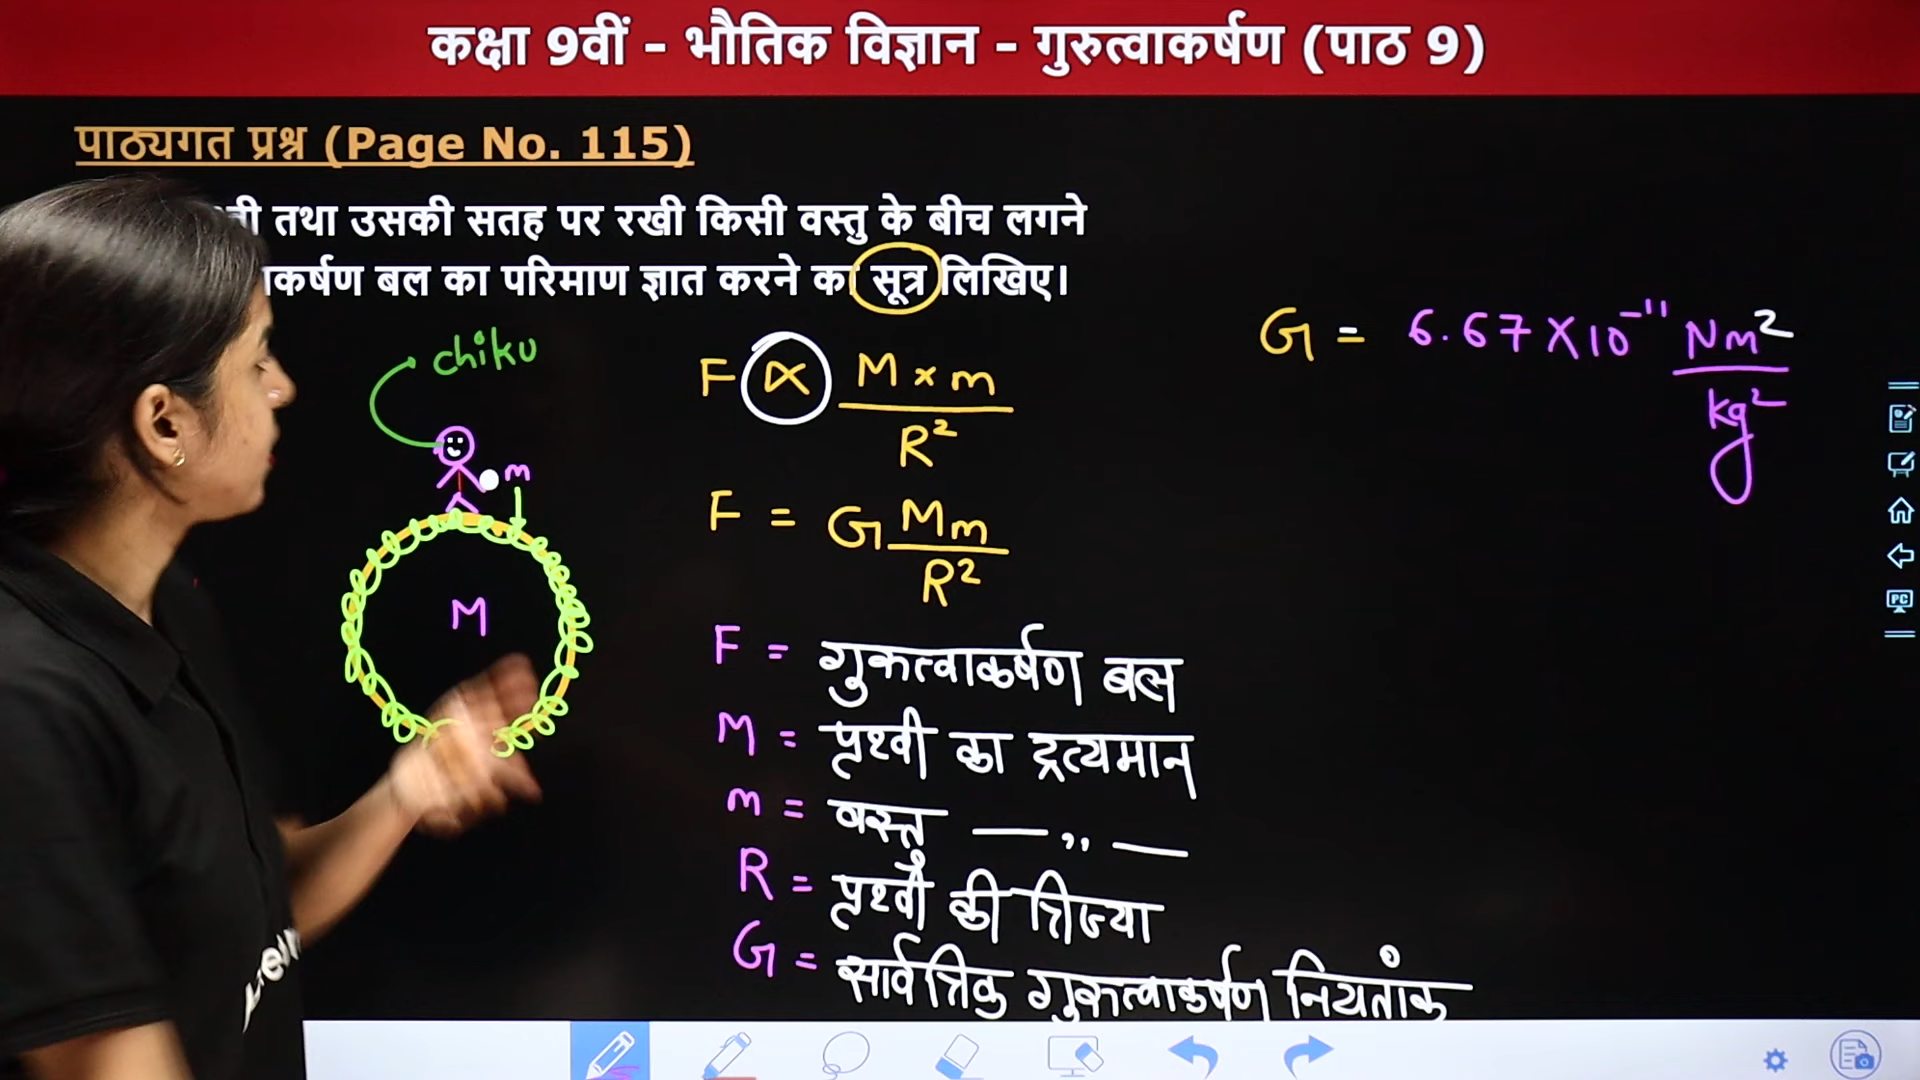 कक्षा 9वीं - भौतिक विज्ञान - गुरुत्वाकर्षण (पाठ 9)
पाठ्यगत प्रश्न (Page No. 115)
तथा उसकी सतह पर रखी किसी वस्तु के बीच लगने
बल का परिमाण ज्ञात करने का सूत्र लिखिए।
chiku
m
M
F ∝ M × m / R²
F = G Mm / R²
G = 6.67 × 10⁻¹¹ Nm² / kg²
F = गुरुत्वाकर्षण बल
M = पृथ्वी का द्रव्यमान
m = वस्तु — ,, —
R = पृथ्वी की त्रिज्या
G = सार्वत्रिक गुरुत्वाकर्षण नियतांक
PC